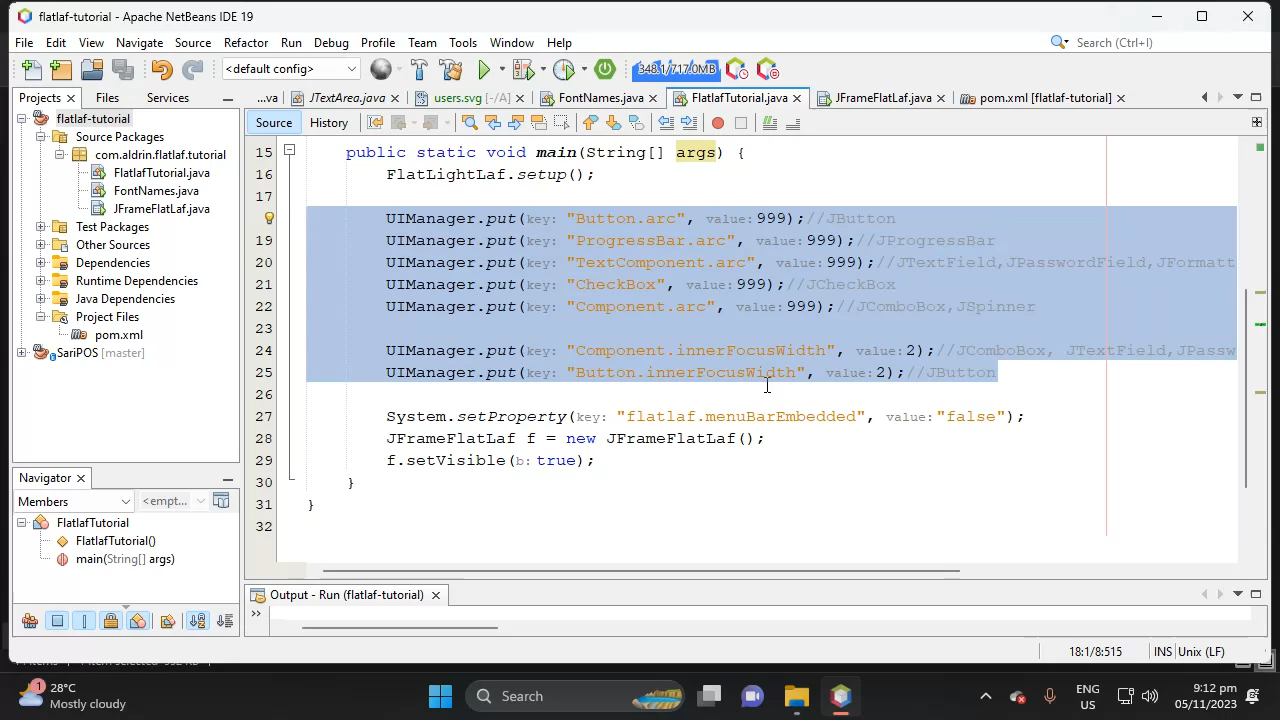 flatlaf-tutorial - Apache NetBeans IDE 19
File Edit View Navigate Source Refactor Run Debug Profile Team Tools Window Help
Search (Ctrl+I)
<default config>
348.1/717.0MB
Projects
Files
Services
...va
JTextArea.java
users.svg [-/A]
FontNames.java
FlatlafTutorial.java
JFrameFlatLaf.java
pom.xml [flatlaf-tutorial]
Source
History
flatlaf-tutorial
Source Packages
com.aldrin.flatlaf.tutorial
FlatlafTutorial.java
FontNames.java
JFrameFlatLaf.java
Test Packages
Other Sources
Dependencies
Runtime Dependencies
Java Dependencies
Project Files
pom.xml
SariPOS [master]
15 public static void main(String[] args) {
16 FlatLightLaf.setup();
17
UIManager.put(key: "Button.arc", value: 999);//JButton
19 UIManager.put(key: "ProgressBar.arc", value: 999);//JProgressBar
20 UIManager.put(key: "TextComponent.arc", value: 999);//JTextField,JPasswordField,JFormatt
21 UIManager.put(key: "CheckBox", value: 999);//JCheckBox
22 UIManager.put(key: "Component.arc", value: 999);//JComboBox,JSpinner
23
24 UIManager.put(key: "Component.innerFocusWidth", value: 2);//JComboBox, JTextField,JPassw
25 UIManager.put(key: "Button.innerFocusWidth", value: 2);//JButton
26
27 System.setProperty(key: "flatlaf.menuBarEmbedded", value: "false");
28 JFrameFlatLaf f = new JFrameFlatLaf();
29 f.setVisible(b: true);
30 }
31 }
32
Navigator
Members
<empt...
FlatlafTutorial
FlatlafTutorial()
main(String[] args)
Output - Run (flatlaf-tutorial)
18:1/8:515
INS
Unix (LF)
1
28°C
Mostly cloudy
Search
ENG
US
9:12 pm
05/11/2023